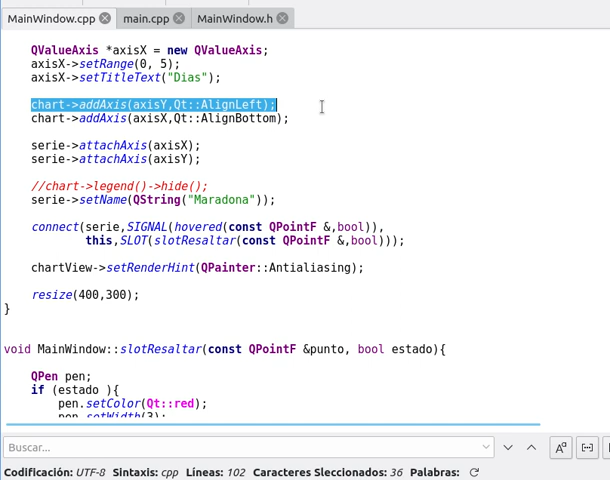 MainWindow.cpp main.cpp MainWindow.h
QValueAxis *axisX = new QValueAxis;
axisX->setRange(0, 5);
axisX->setTitleText("Dias");
chart->addAxis(axisY,Qt::AlignLeft);
chart->addAxis(axisX,Qt::AlignBottom);
serie->attachAxis(axisX);
serie->attachAxis(axisY);
//chart->legend()->hide();
serie->setName(QString("Maradona"));
connect(serie,SIGNAL(hovered(const QPointF &,bool)),
this,SLOT(slotResaltar(const QPointF &,bool)));
chartView->setRenderHint(QPainter::Antialiasing);
resize(400,300);
}
void MainWindow::slotResaltar(const QPointF &punto, bool estado){
QPen pen;
if (estado ){
pen.setColor(Qt::red);
pen.setWidth(3);
Buscar...
Codificación: UTF-8 Sintaxis: cpp Líneas: 102 Caracteres Sleccionados: 36 Palabras: